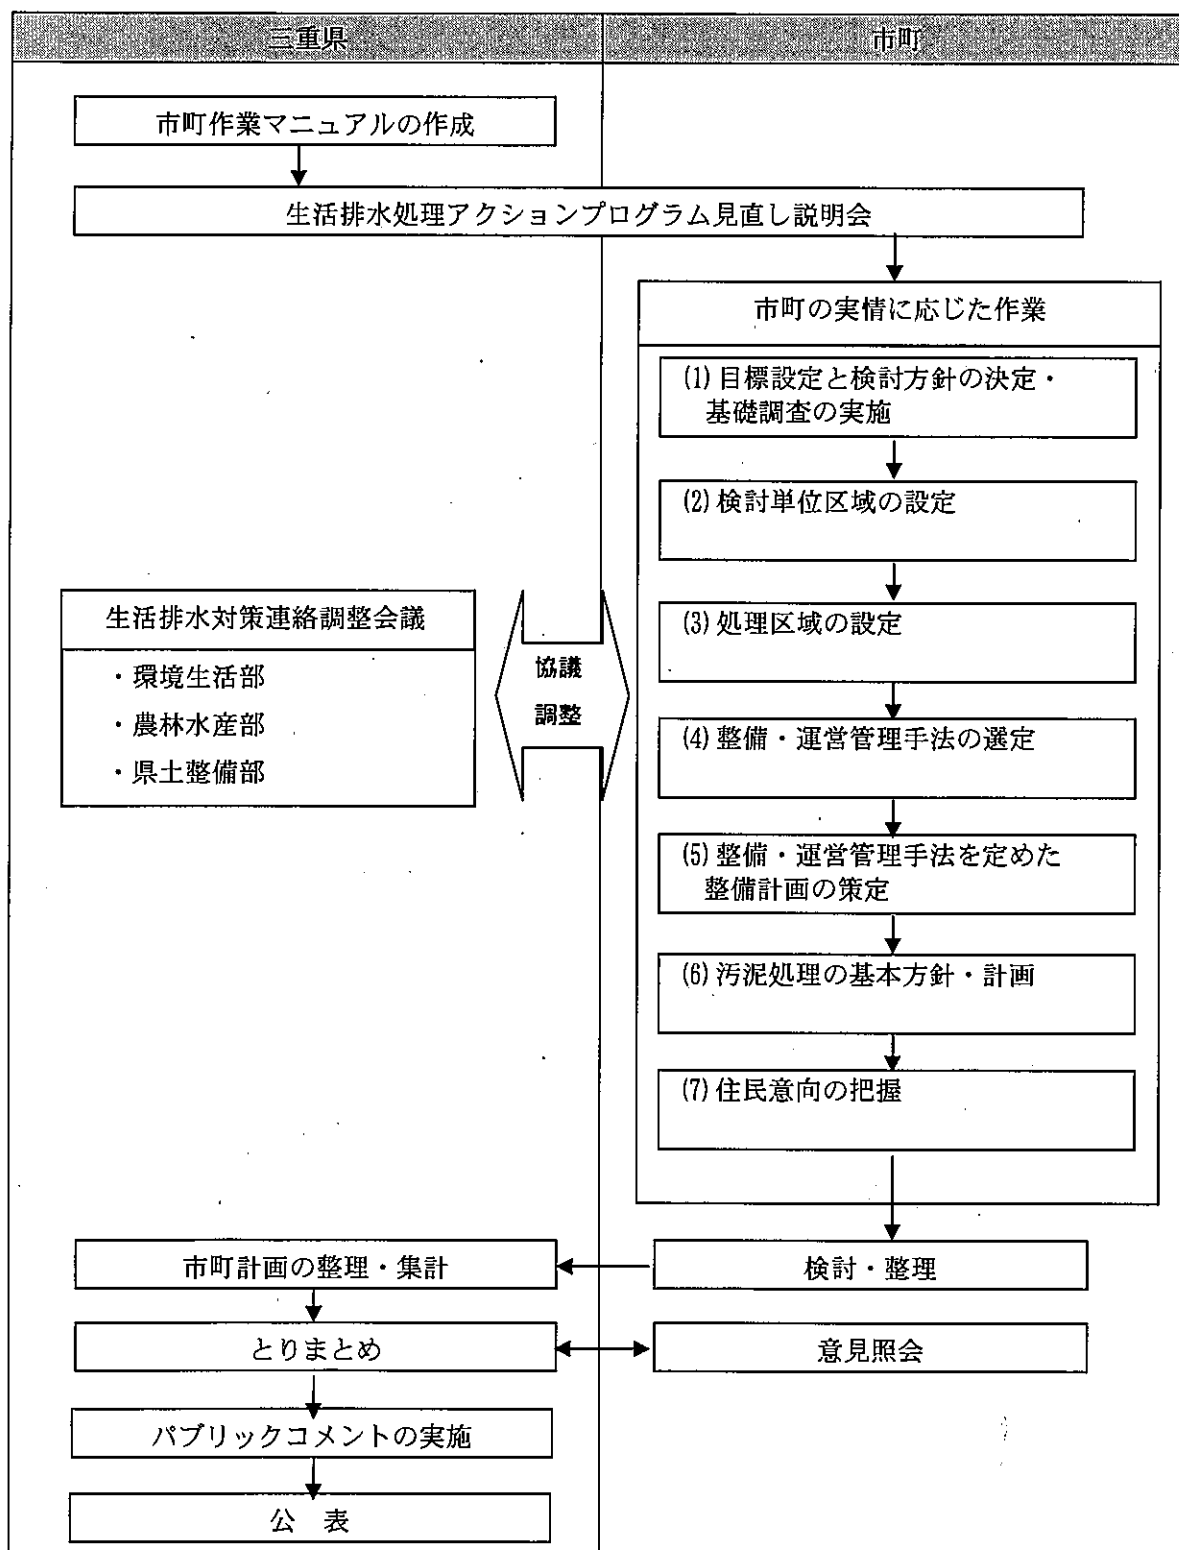 三重県
市町
市町作業マニュアルの作成
生活排水処理アクションプログラム見直し説明会
市町の実情に応じた作業
(1)目標設定と検討方針の決定・
基礎調査の実施
(2)検討単位区域の設定
(3)処理区域の設定
生活排水対策連絡調整会議
・環境生活部
・農林水産部
・県土整備部
協議
調整
(4)整備・運営管理手法の選定
(5)整備・運営管理手法を定めた
整備計画の策定
(6)汚泥処理の基本方針・計画
(7)住民意向の把握
市町計画の整理・集計
検討・整理
とりまとめ
意見照会
パブリックコメントの実施
公 表